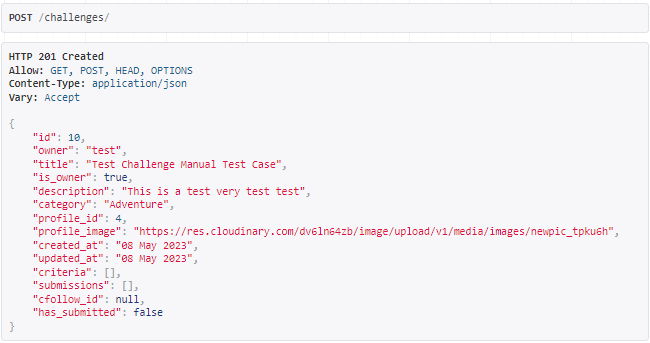 POST /challenges/
HTTP 201 Created
Allow: GET, POST, HEAD, OPTIONS
Content-Type: application/json
Vary: Accept
{
    "id": 10,
    "owner": "test",
    "title": "Test Challenge Manual Test Case",
    "is_owner": true,
    "description": "This is a test very test test",
    "category": "Adventure",
    "profile_id": 4,
    "profile_image": "https://res.cloudinary.com/dv6ln64zb/image/upload/v1/media/images/newpic_tpku6h",
    "created_at": "08 May 2023",
    "updated_at": "08 May 2023",
    "criteria": [],
    "submissions": [],
    "cfollow_id": null,
    "has_submitted": false
}